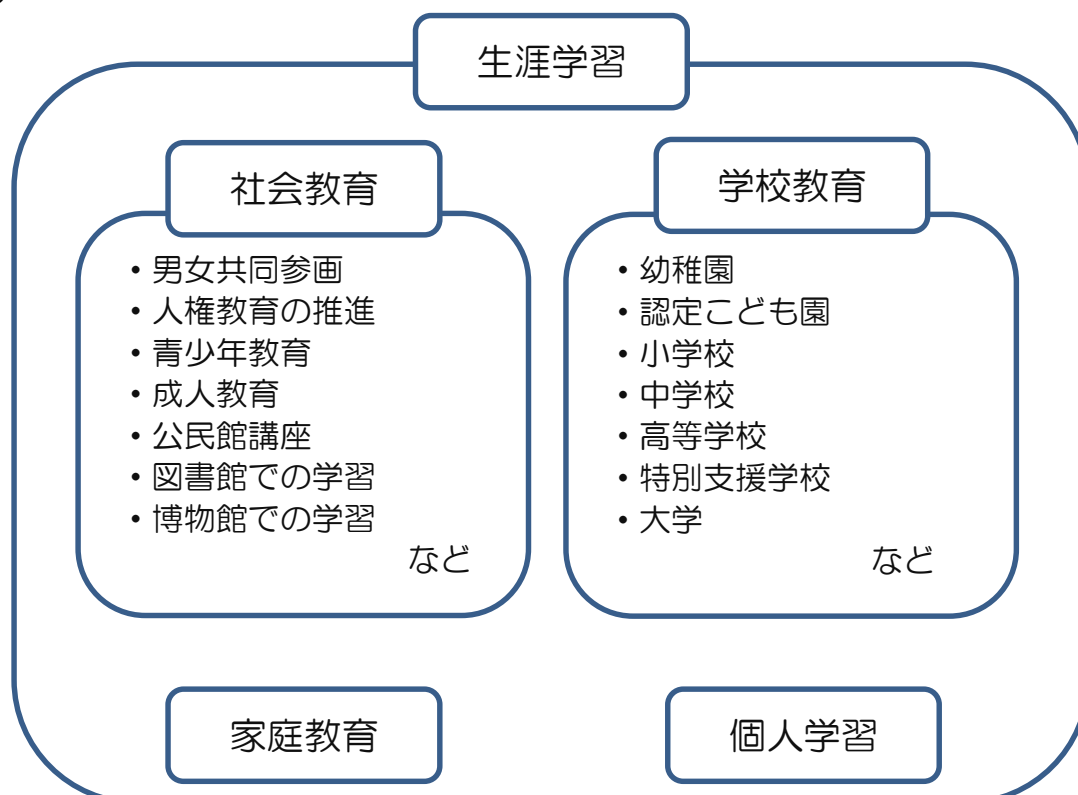 生涯学習
社会教育
・男女共同参画
・人権教育の推進
・青少年教育
・成人教育
・公民館講座
・図書館での学習
・博物館での学習
など
学校教育
・幼稚園
・認定こども園
・小学校
・中学校
・高等学校
・特別支援学校
・大学
など
家庭教育
個人学習